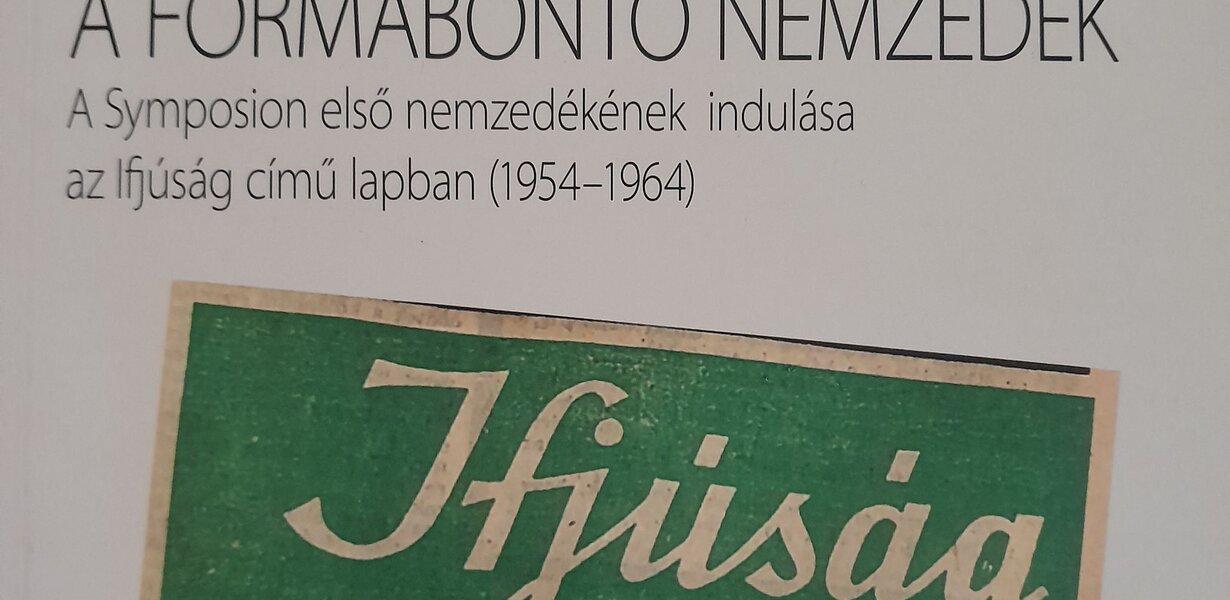 A FORMABONTÓ NEMZEDÉK
A Symposion első nemzedékének indulása
az Ifjúság című lapban (1954–1964)
Ifjúság